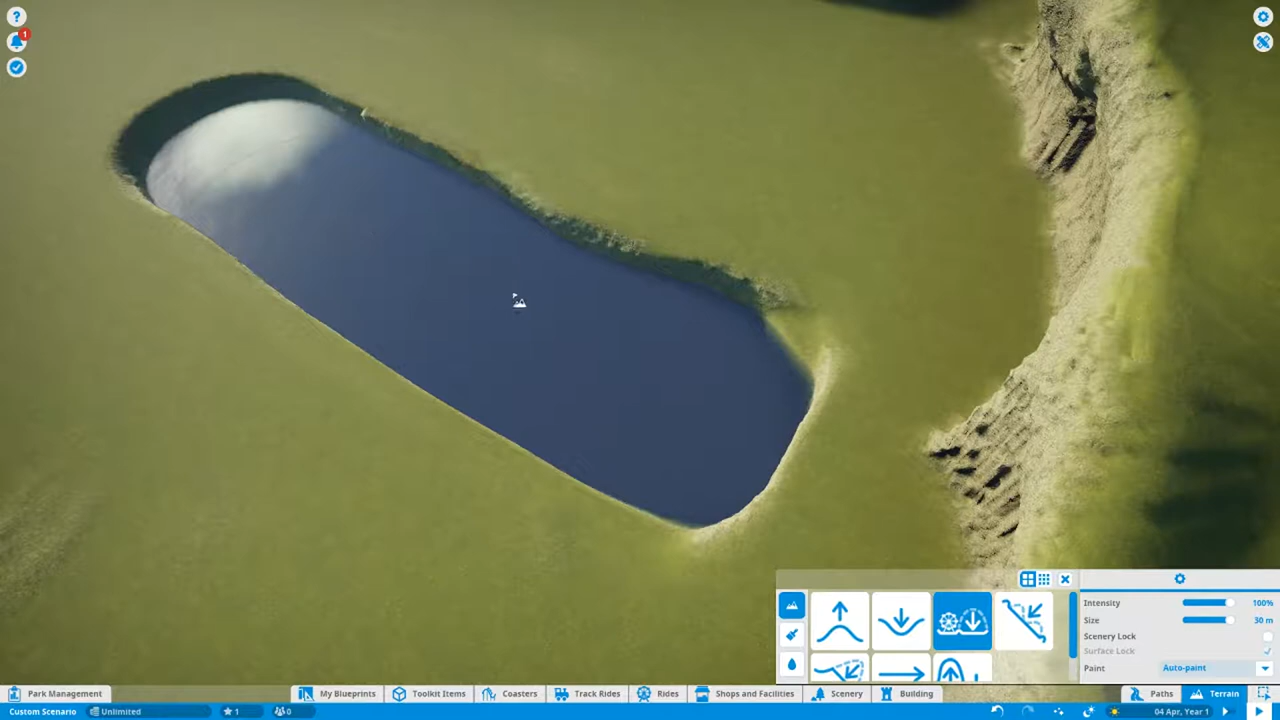 ?
1
Intensity 100%
Size 30 m
Scenery Lock
Surface Lock
Paint Auto-paint
Park Management My Blueprints Toolkit Items Coasters Track Rides Rides Shops and Facilities Scenery Building Paths Terrain
Custom Scenario Unlimited 1 0 04 Apr, Year 1